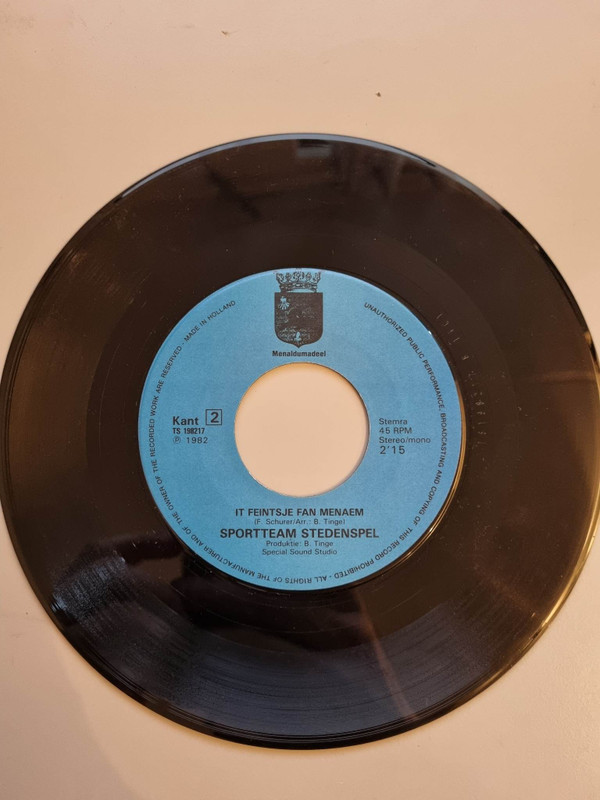 Menaldumadeel
MADE IN HOLLAND
UNAUTHORIZED PUBLIC PERFORMANCE, BROADCASTING AND COPYING OF THIS RECORD PROHIBITED - ALL RIGHTS OF THE MANUFACTURER AND OF THE OWNER OF THE RECORDED WORK ARE RESERVED -
Kant 2
TS 198217
℗ 1982
Stemra
45 RPM
Stereo/mono
2'15
IT FEINTSJE FAN MENAEM
(F. Schurer/Arr.: B. Tinge)
SPORTTEAM STEDENSPEL
Produktie: B. Tinge
Special Sound Studio